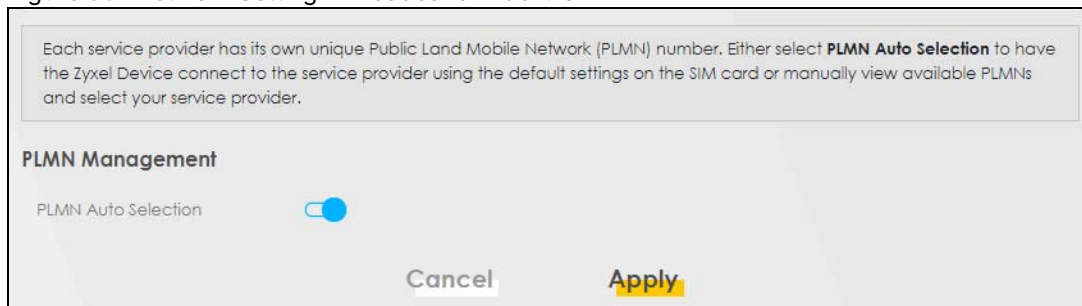 Each service provider has its own unique Public Land Mobile Network (PLMN) number. Either select PLMN Auto Selection to have
the Zyxel Device connect to the service provider using the default settings on the SIM card or manually view available PLMNs
and select your service provider.
PLMN Management
PLMN Auto Selection
Cancel Apply